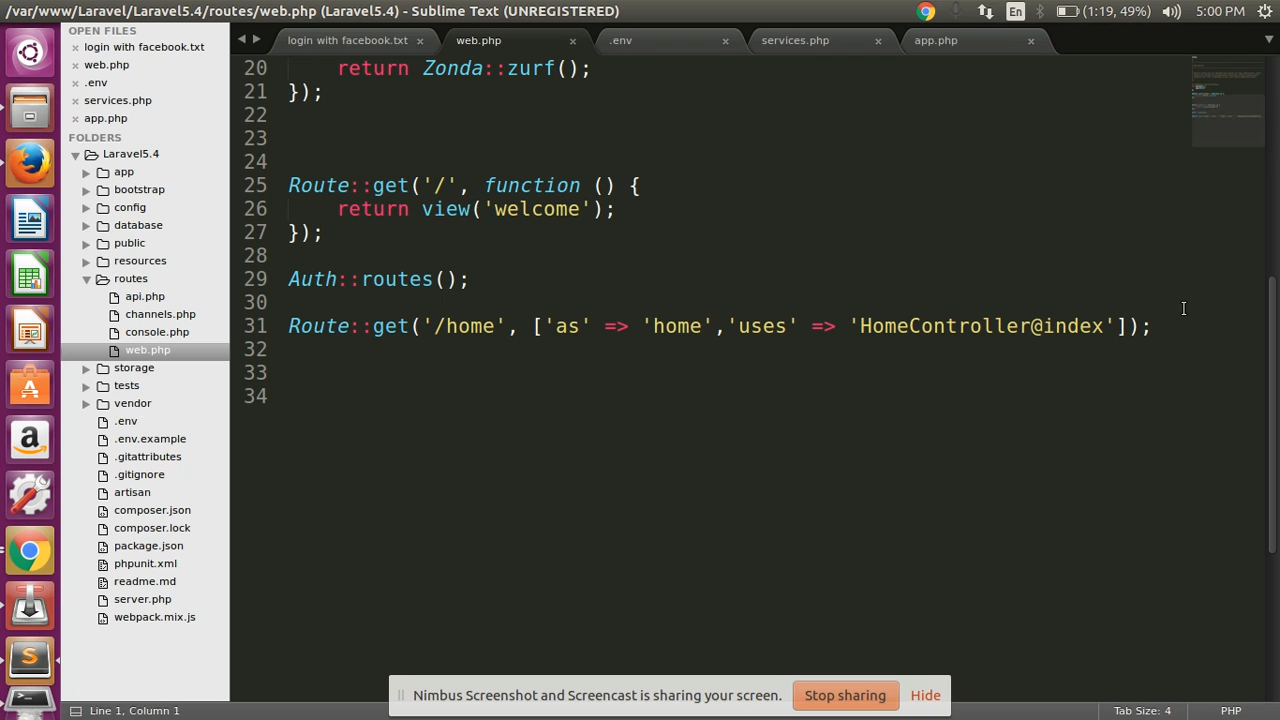 /var/www/Laravel/Laravel5.4/routes/web.php (Laravel5.4) - Sublime Text (UNREGISTERED)
En
(1:19, 49%)
5:00 PM
OPEN FILES
login with facebook.txt
web.php
.env
services.php
app.php
FOLDERS
Laravel5.4
app
bootstrap
config
database
public
resources
routes
api.php
channels.php
console.php
web.php
storage
tests
vendor
.env
.env.example
.gitattributes
.gitignore
artisan
composer.json
composer.lock
package.json
phpunit.xml
readme.md
server.php
webpack.mix.js
login with facebook.txt
web.php
.env
services.php
app.php
20 return Zonda::zurf();
21 });
22
23
24
25 Route::get('/', function () {
26 return view('welcome');
27 });
28
29 Auth::routes();
30
31 Route::get('/home', ['as' => 'home','uses' => 'HomeController@index']);
32
33
34
Nimbus Screenshot and Screencast is sharing your screen.
Stop sharing
Hide
Line 1, Column 1
Tab Size: 4
PHP